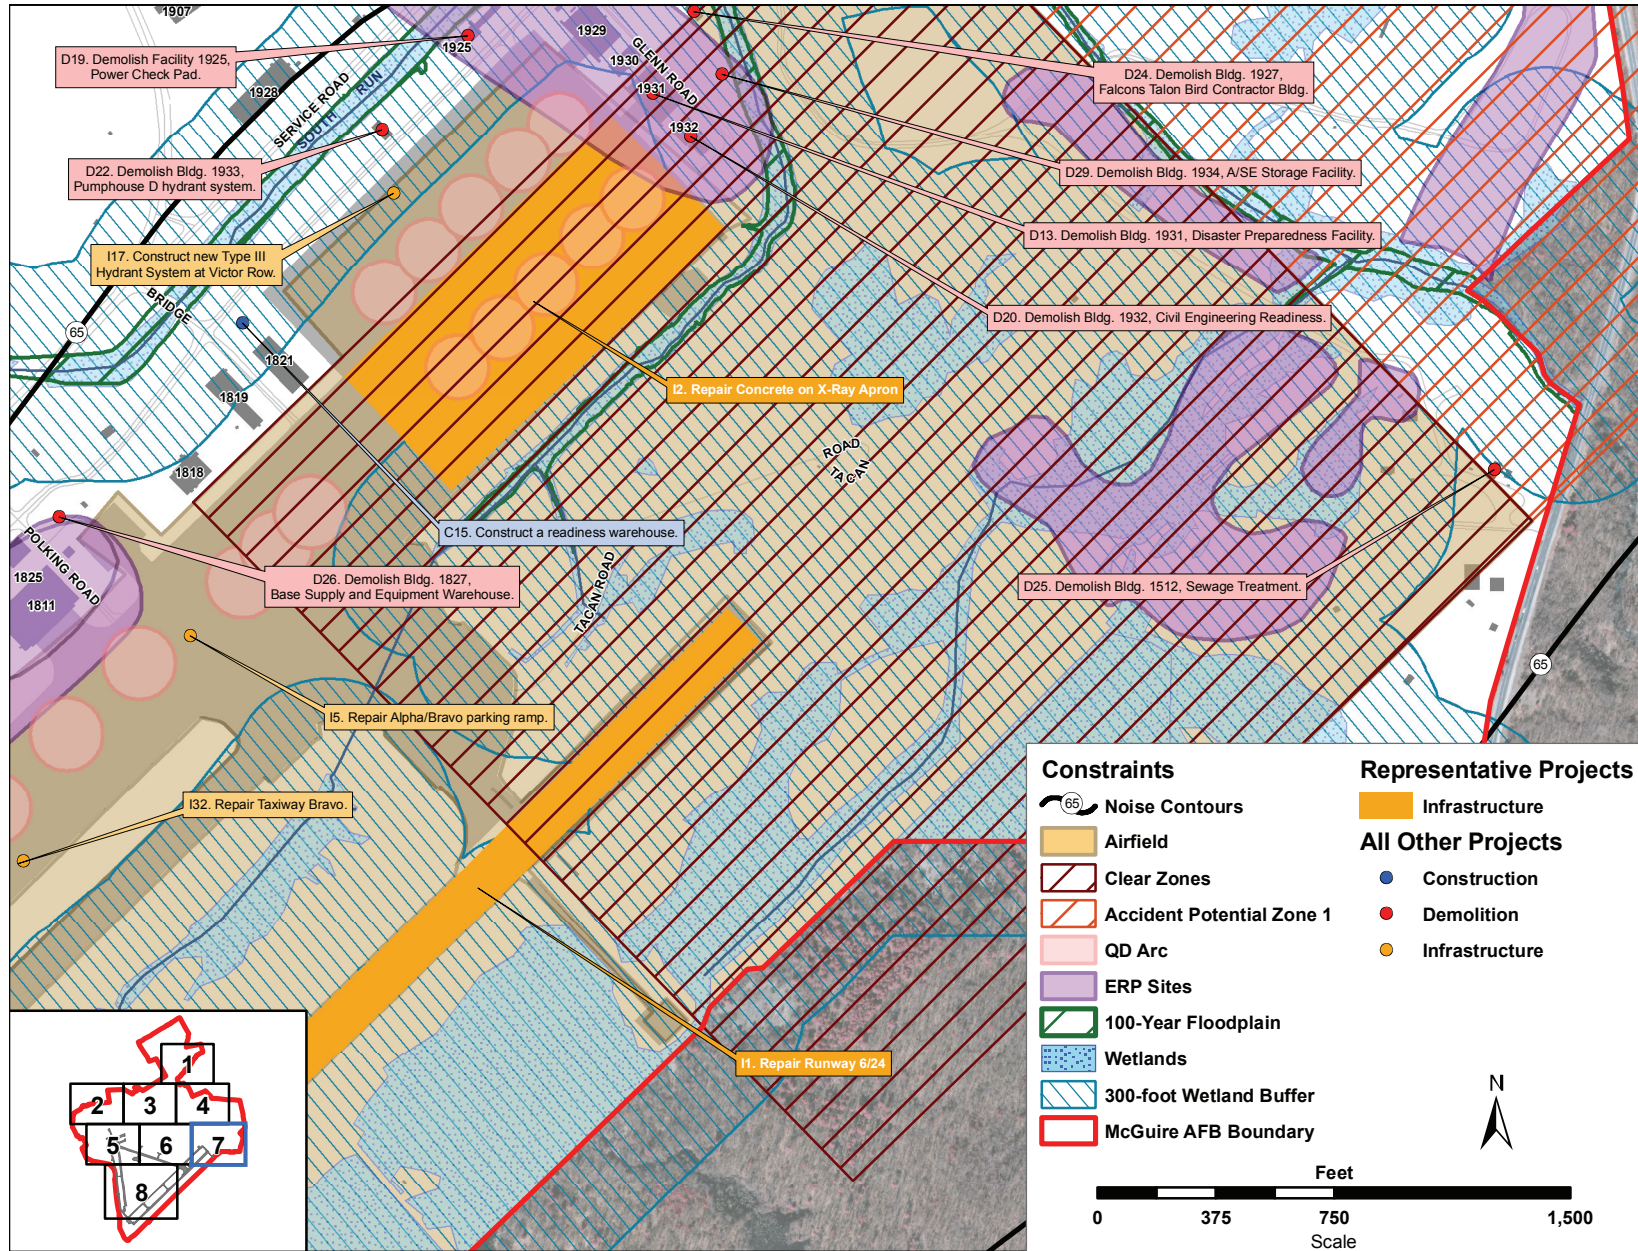 1907
D19. Demolish Facility 1925,
Power Check Pad.
1925
1929
1930
GLENN ROAD
1931
1932
D24. Demolish Bldg. 1927,
Falcons Talon Bird Contractor Bldg.
1928
SERVICE ROAD
SOUTH RUN
D22. Demolish Bldg. 1933,
Pumphouse D hydrant system.
D29. Demolish Bldg. 1934, A/SE Storage Facility.
D13. Demolish Bldg. 1931, Disaster Preparedness Facility.
I17. Construct new Type III
Hydrant System at Victor Row.
BRIDGE
65
D20. Demolish Bldg. 1932, Civil Engineering Readiness.
1821
1819
I2. Repair Concrete on X-Ray Apron
ROAD
TACAN
1818
C15. Construct a readiness warehouse.
POLKING ROAD
1825
1811
D26. Demolish Bldg. 1827,
Base Supply and Equipment Warehouse.
TACAN ROAD
D25. Demolish Bldg. 1512, Sewage Treatment.
65
I5. Repair Alpha/Bravo parking ramp.
I32. Repair Taxiway Bravo.
I1. Repair Runway 6/24
Constraints
65
Noise Contours
Airfield
Clear Zones
Accident Potential Zone 1
QD Arc
ERP Sites
100-Year Floodplain
Wetlands
300-foot Wetland Buffer
McGuire AFB Boundary
Representative Projects
Infrastructure
All Other Projects
Construction
Demolition
Infrastructure
N
Feet
0
375
750
1,500
Scale
1
2
3
4
5
6
7
8